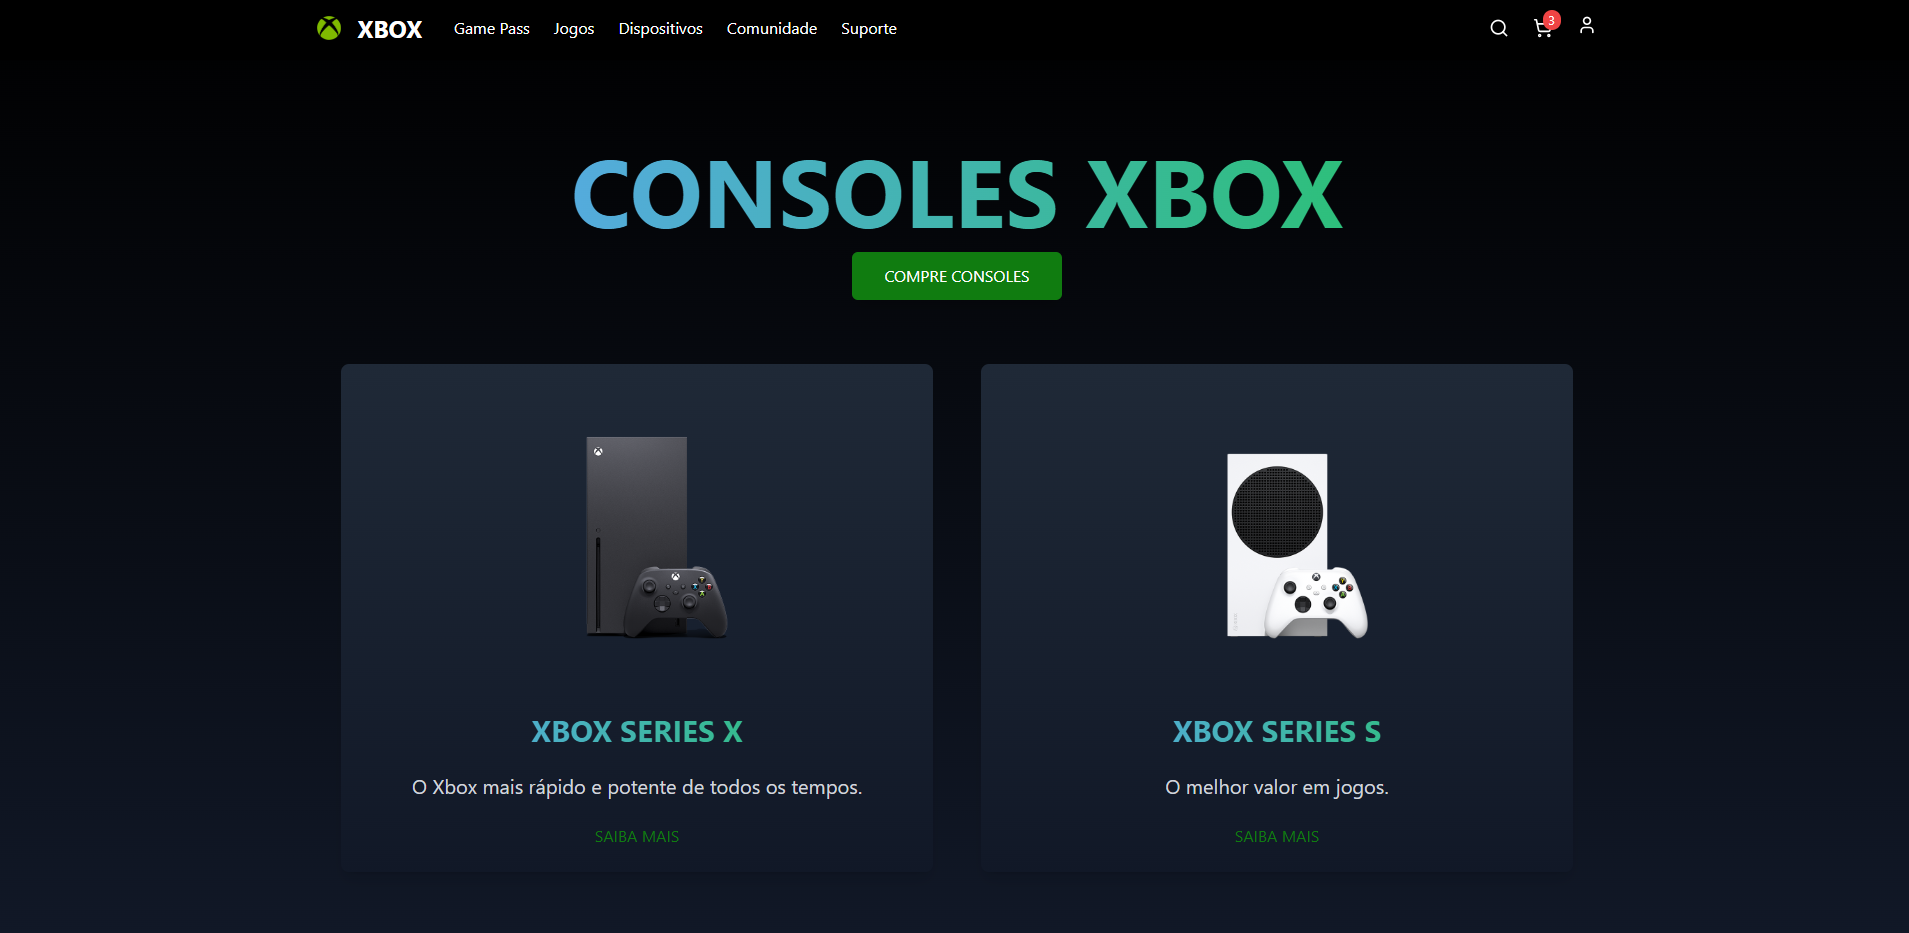 XBOX Game Pass Jogos Dispositivos Comunidade Suporte 3
CONSOLES XBOX
COMPRE CONSOLES
XBOX SERIES X
O Xbox mais rápido e potente de todos os tempos.
SAIBA MAIS
XBOX SERIES S
O melhor valor em jogos.
SAIBA MAIS